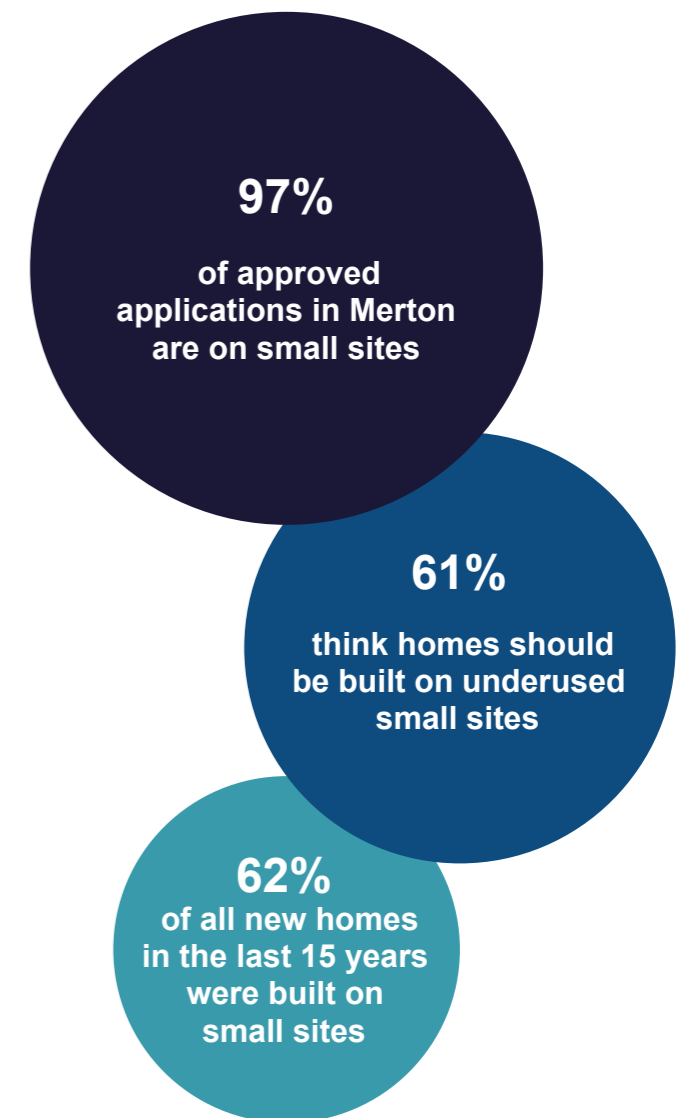 97%
of approved
applications in Merton
are on small sites
61%
think homes should
be built on underused
small sites
62%
of all new homes
in the last 15 years
were built on
small sites